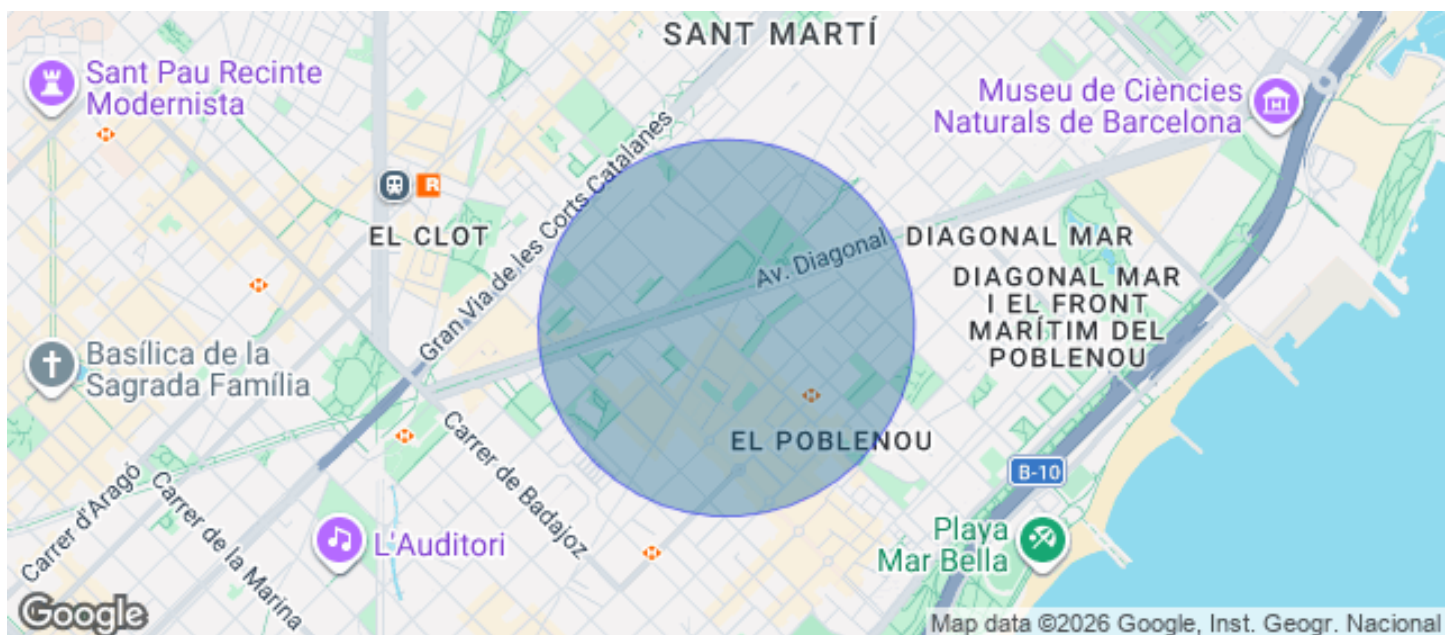 SANT MARTÍ
Sant Pau Recinte
Modernista
Museu de Ciències
Naturals de Barcelona
Gran Via de les Corts Catalanes
R
EL CLOT
Av. Diagonal
DIAGONAL MAR
DIAGONAL MAR
I EL FRONT
MARÍTIM DEL
POBLENOU
Basílica de la
Sagrada Família
EL POBLENOU
Carrer de Badajoz
B-10
Carrer d'Aragó
Carrer de la Marina
L'Auditori
Playa
Mar Bella
Google
Map data ©2026 Google, Inst. Geogr. Nacional